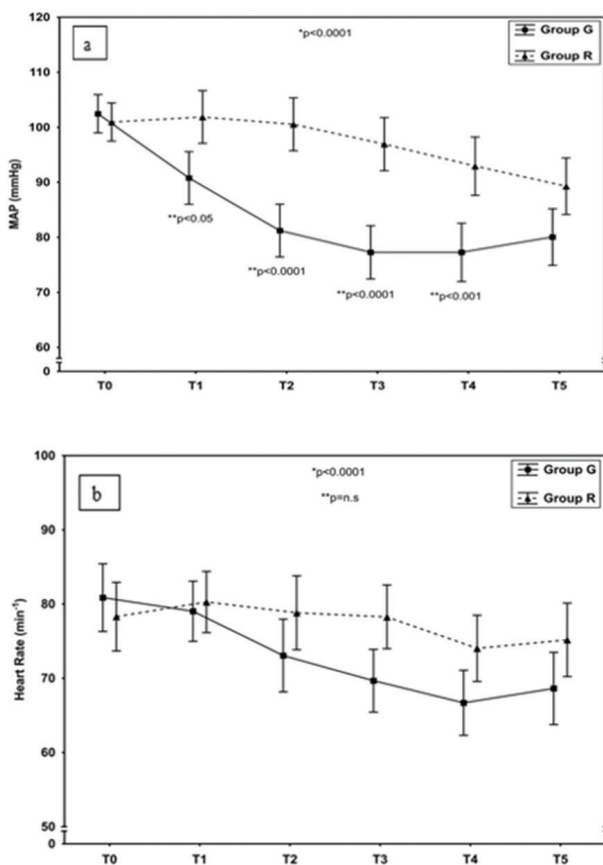 a
*p<0.0001
Group G
Group R
120
110
100
90
80
70
60
0
MAP (mmHg)
**p<0.05
**p<0.0001
**p<0.0001
**p<0.001
T0 T1 T2 T3 T4 T5
b
*p<0.0001
**p=n.s
Group G
Group R
100
90
80
70
60
50
0
Heart Rate (min⁻¹)
T0 T1 T2 T3 T4 T5